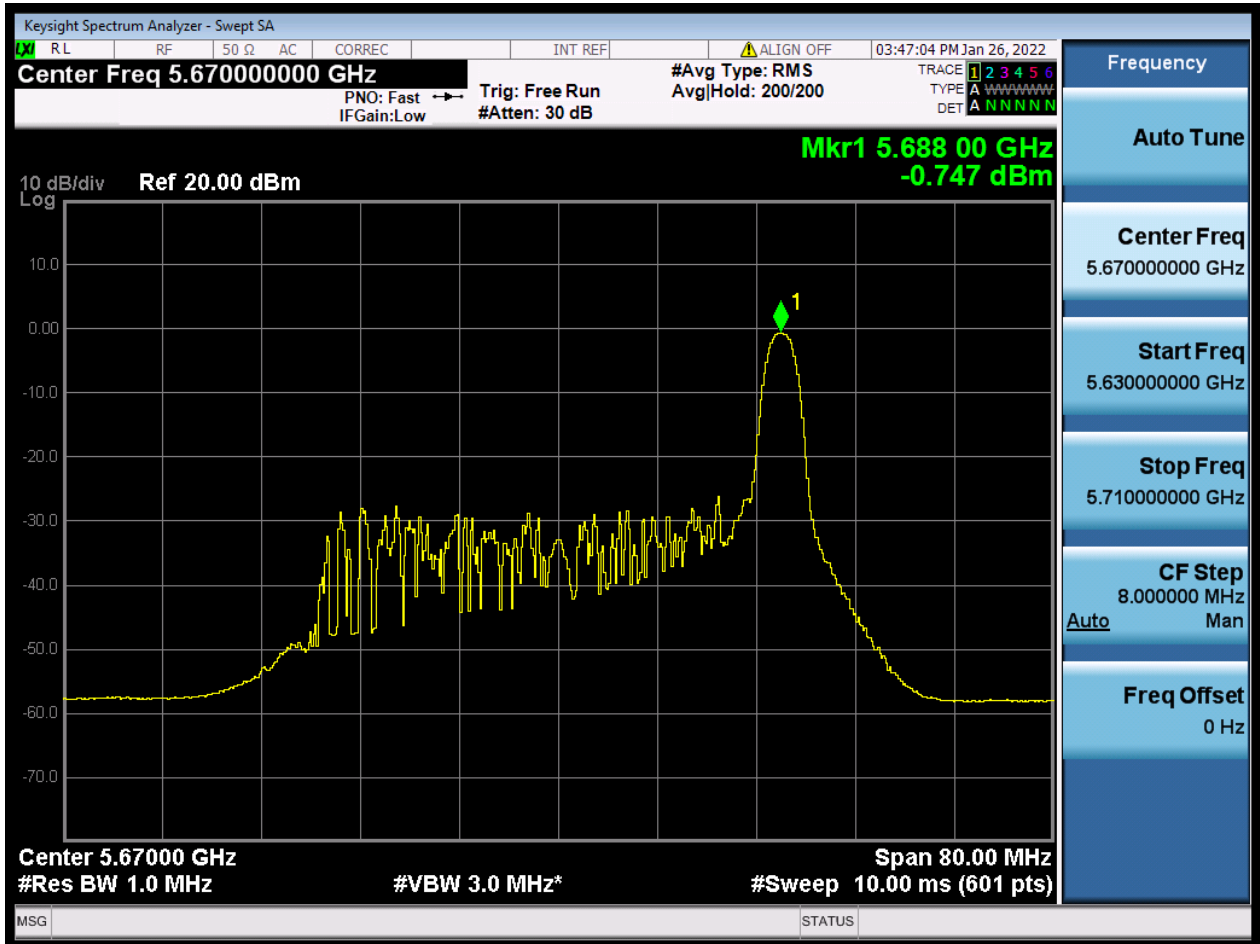 Keysight Spectrum Analyzer - Swept SA
LXI RL RF 50 Ω AC CORREC INT REF ALIGN OFF 03:47:04 PM Jan 26, 2022
Center Freq 5.670000000 GHz
PNO: Fast
IFGain:Low
Trig: Free Run
#Atten: 30 dB
#Avg Type: RMS
Avg|Hold: 200/200
TRACE 1 2 3 4 5 6
TYPE A WWWWW
DET A N N N N N
Mkr1 5.688 00 GHz
-0.747 dBm
10 dB/div Ref 20.00 dBm
Log
10.0
0.00
-10.0
-20.0
-30.0
-40.0
-50.0
-60.0
-70.0
1
Center 5.67000 GHz
Span 80.00 MHz
#Res BW 1.0 MHz
#VBW 3.0 MHz*
#Sweep 10.00 ms (601 pts)
MSG
STATUS
Frequency
Auto Tune
Center Freq
5.670000000 GHz
Start Freq
5.630000000 GHz
Stop Freq
5.710000000 GHz
CF Step
8.000000 MHz
Auto Man
Freq Offset
0 Hz